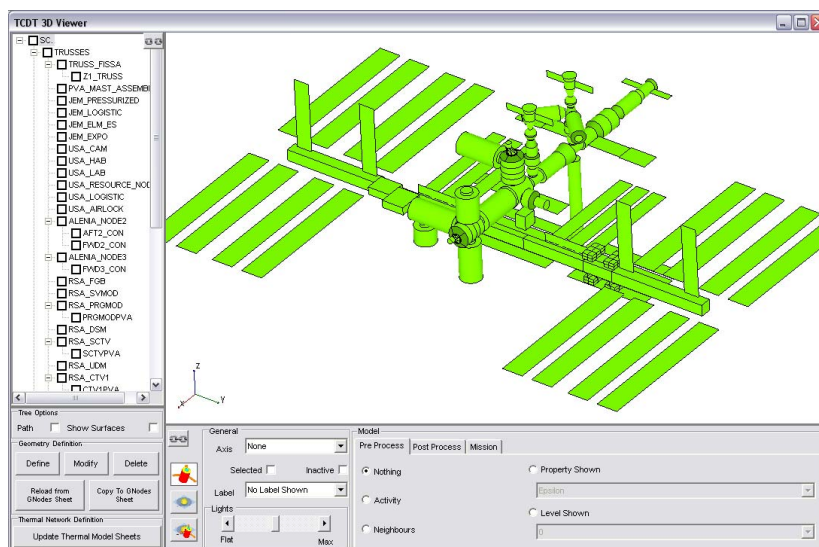 TCDT 3D Viewer
SC.
TRUSSES
TRUSS_FISSA
Z1_TRUSS
PVA_MAST_ASSEMBI
JEM_PRESSURIZED
JEM_LOGISTIC
JEM_ELM_ES
JEM_EXPO
USA_CAM
USA_HAB
USA_LAB
USA_RESOURCE_NOD
USA_LOGISTIC
USA_AIRLOCK
ALENIA_NODE2
AFT2_CON
FWD2_CON
ALENIA_NODE3
FWD3_CON
RSA_FGB
RSA_SVMOD
RSA_PRGMOD
PRGMODPVA
RSA_DSM
RSA_SCTV
SCTVPVA
RSA_UDM
RSA_CTV1
CTV1PVA
Z
X
Y
Tree Options
Path Show Surfaces
Geometry Definition
Define Modify Delete
Reload from GNodes Sheet
Copy To GNodes Sheet
Thermal Network Definition
Update Thermal Model Sheets
General
Axis None
Selected Inactive
Label No Label Shown
Lights
Flat Max
Model
Pre Process Post Process Mission
Nothing
Activity
Neighbours
Property Shown
Epsilon
Level Shown
0